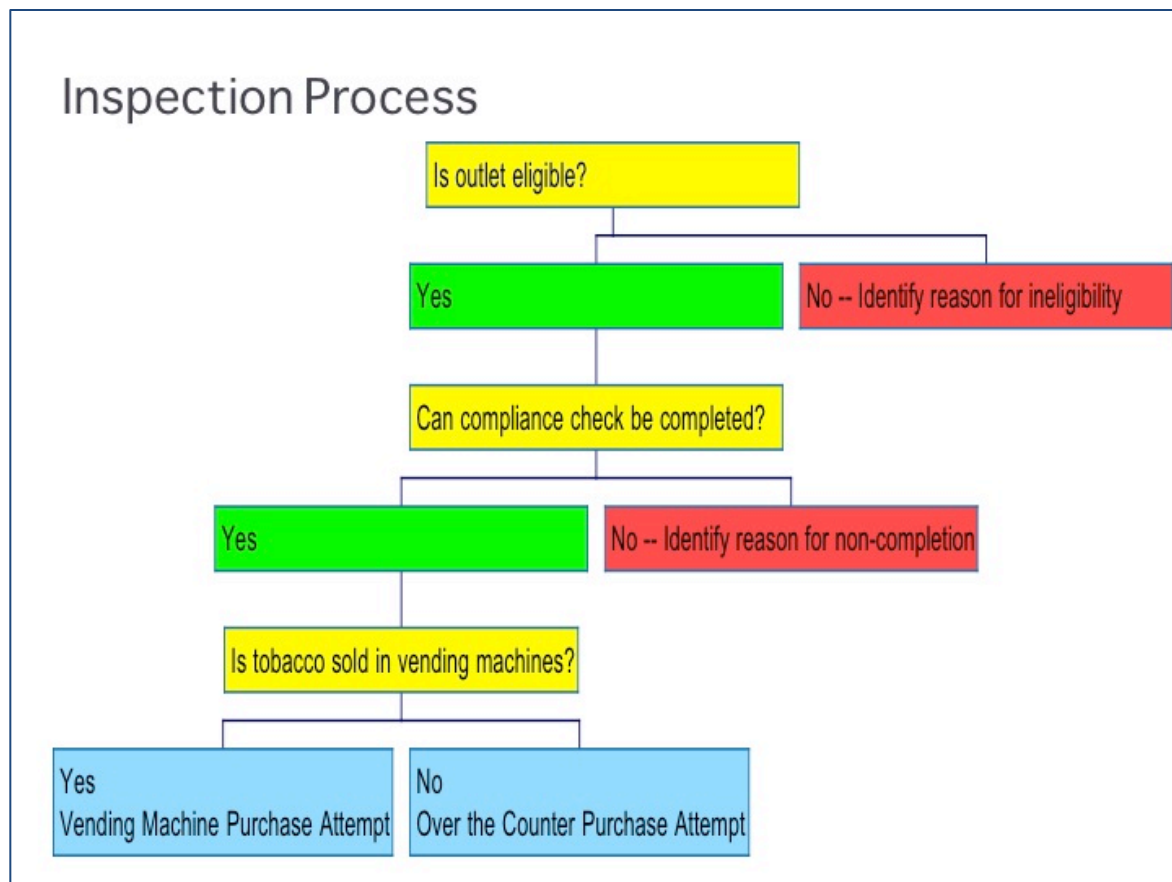 Inspection Process
Is outlet eligible?
Yes
No -- Identify reason for ineligibility
Can compliance check be completed?
Yes
No -- Identify reason for non-completion
Is tobacco sold in vending machines?
Yes
Vending Machine Purchase Attempt
No
Over the Counter Purchase Attempt